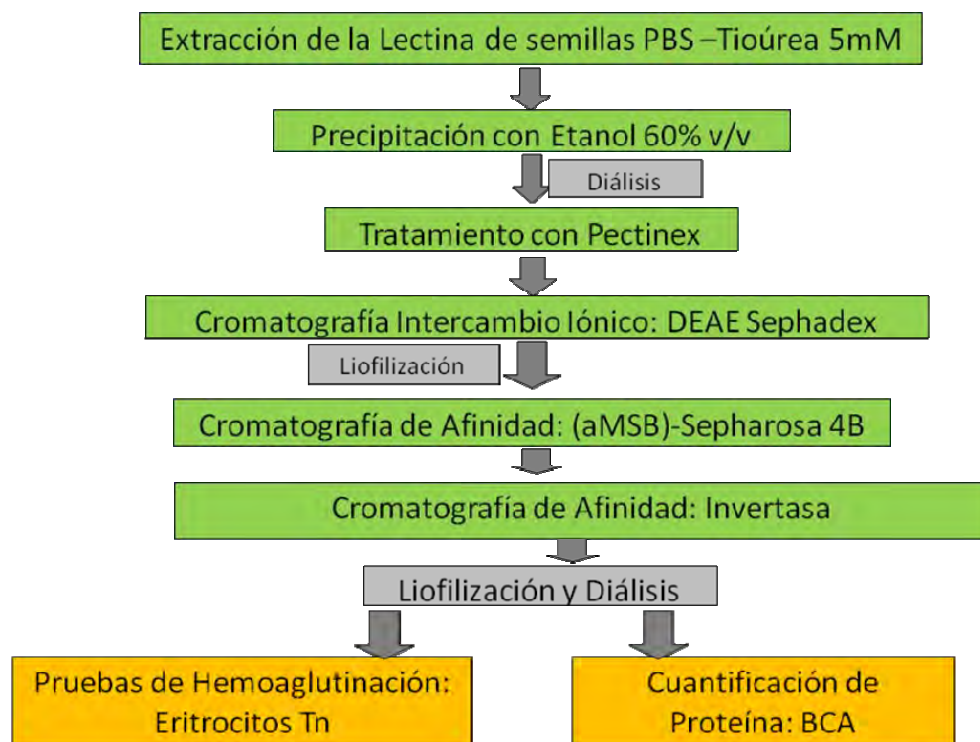 Extracción de la Lectina de semillas PBS –Tioúrea 5mM
Precipitación con Etanol 60% v/v
Diálisis
Tratamiento con Pectinex
Cromatografía Intercambio Iónico: DEAE Sephadex
Liofilización
Cromatografía de Afinidad: (aMSB)-Sepharosa 4B
Cromatografía de Afinidad: Invertasa
Liofilización y Diálisis
Pruebas de Hemoaglutinación:
Eritrocitos Tn
Cuantificación de
Proteína: BCA